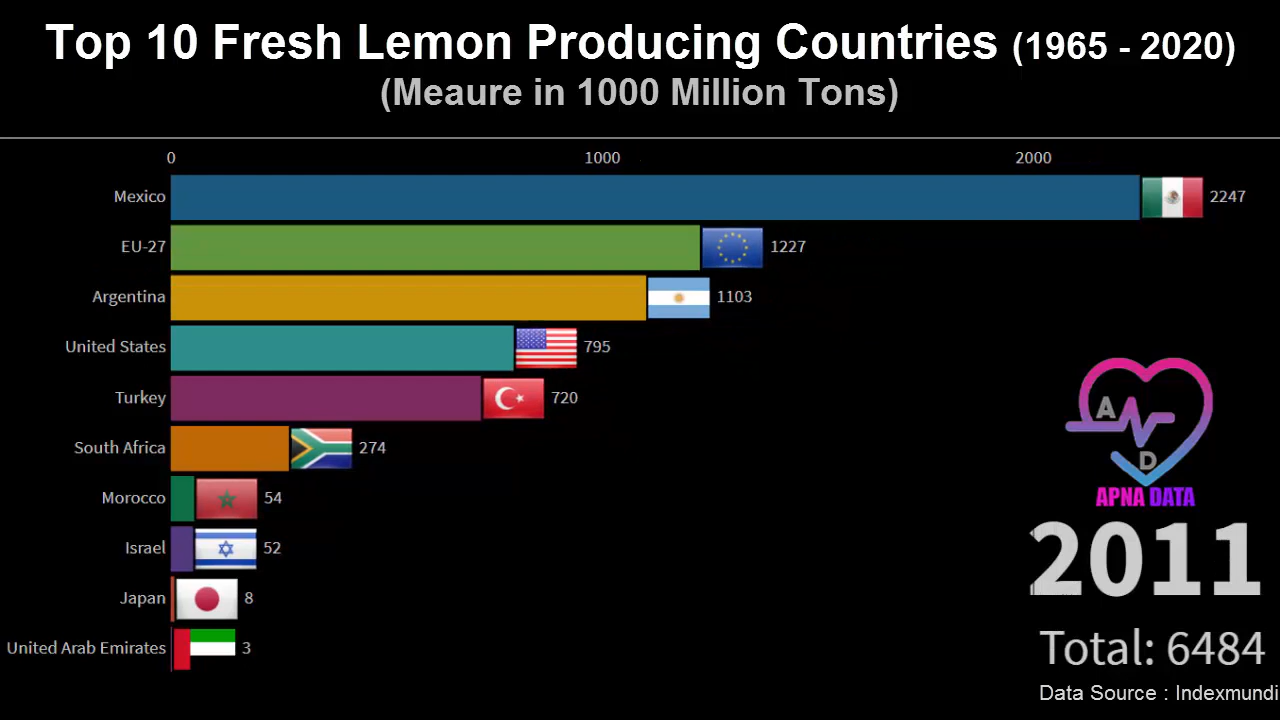 Top 10 Fresh Lemon Producing Countries (1965 - 2020)
(Meaure in 1000 Million Tons)
0 1000 2000
Mexico 2247
EU-27 1227
Argentina 1103
United States 795
Turkey 720
South Africa 274
Morocco 54
Israel 52
Japan 8
United Arab Emirates 3
A
D
APNA DATA
2011
Total: 6484
Data Source : Indexmundi